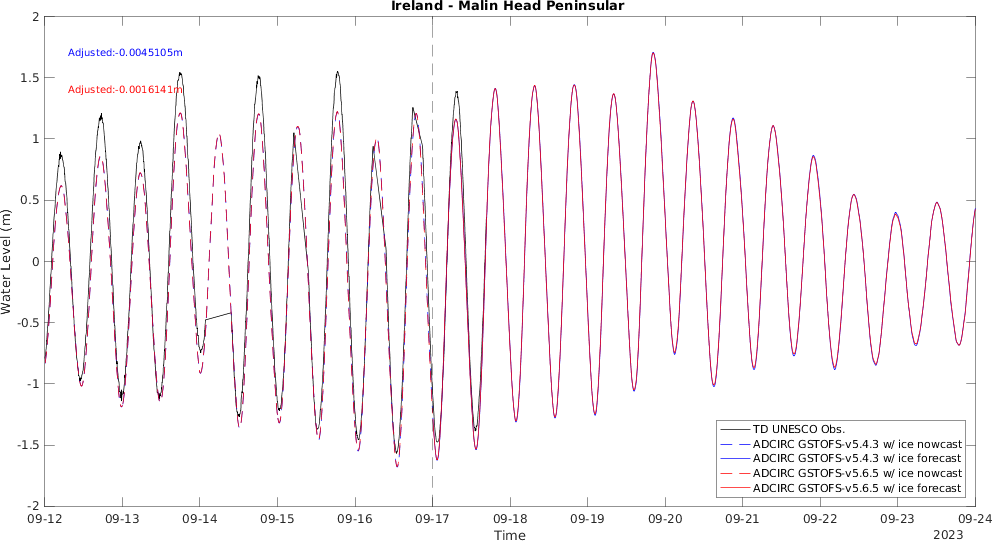 Ireland - Malin Head Peninsular
Adjusted:-0.0045105m
Adjusted:-0.0016141m
2
1.5
1
0.5
0
-0.5
-1
-1.5
-2
Water Level (m)
TD UNESCO Obs.
ADCIRC GSTOFS-v5.4.3 w/ ice nowcast
ADCIRC GSTOFS-v5.4.3 w/ ice forecast
ADCIRC GSTOFS-v5.6.5 w/ ice nowcast
ADCIRC GSTOFS-v5.6.5 w/ ice forecast
09-12 09-13 09-14 09-15 09-16 09-17 09-18 09-19 09-20 09-21 09-22 09-23 09-24
Time
2023